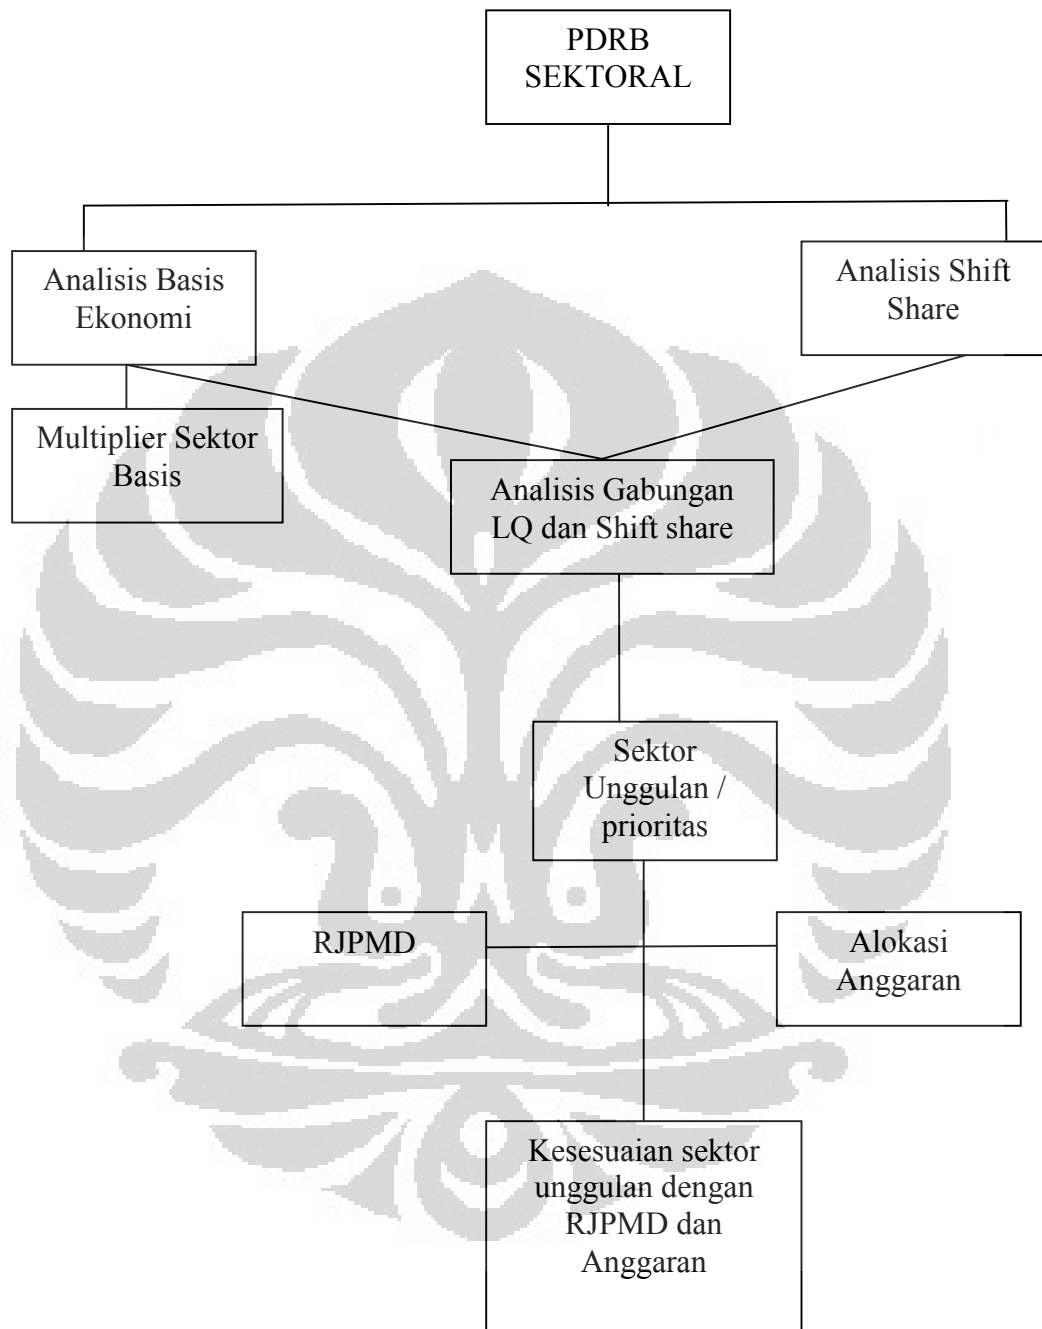 PDRB
SEKTORAL
Analisis Basis
Ekonomi
Analisis Shift
Share
Multiplier Sektor
Basis
Analisis Gabungan
LQ dan Shift share
Sektor
Unggulan /
prioritas
RJPMD
Alokasi
Anggaran
Kesesuaian sektor
unggulan dengan
RJPMD dan
Anggaran